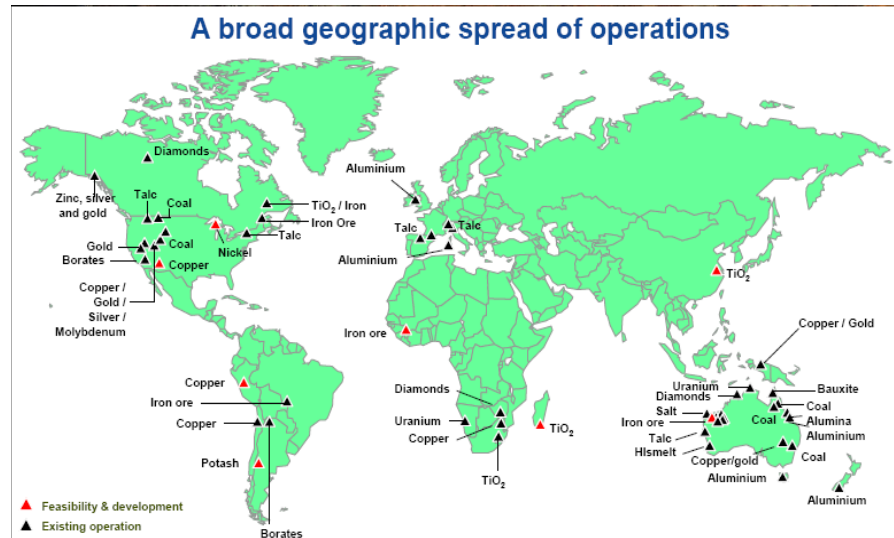 A broad geographic spread of operations
Diamonds
Zinc, silver
and gold
Talc
Coal
TiO₂ / Iron
Iron Ore
Talc
Nickel
Gold
Coal
Borates
Copper
Copper /
Gold /
Silver /
Molybdenum
Aluminium
Talc
Talc
Aluminium
TiO₂
Iron ore
Copper / Gold
Copper
Iron ore
Copper
Potash
Borates
Diamonds
Uranium
Copper
TiO₂
TiO₂
Uranium
Diamonds
Bauxite
Salt
Coal
Iron ore
Coal
Alumina
Aluminium
Talc
HIsmelt
Copper/gold
Coal
Aluminium
Aluminium
Feasibility & development
Existing operation